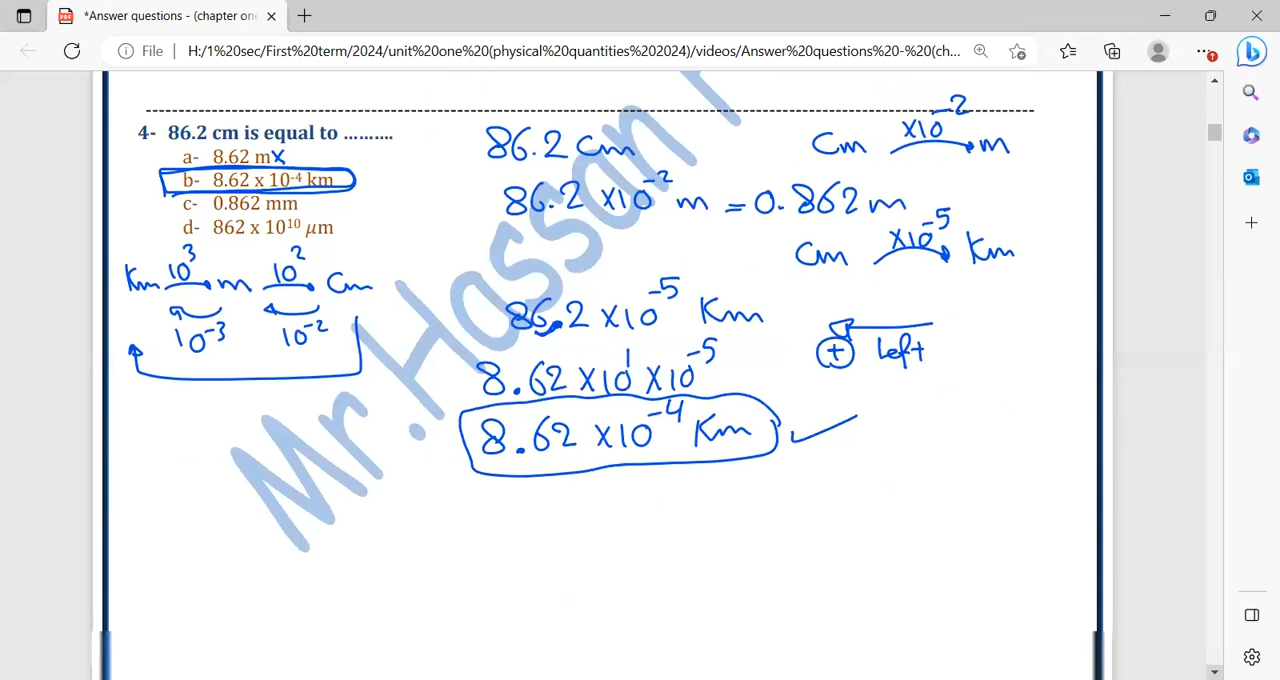 *Answer questions - (chapter one
File
H:/1%20sec/First%20term/2024/unit%20one%20(physical%20quantities%202024)/videos/Answer%20questions%20-%20(ch...
4- 86.2 cm is equal to ..........
a- 8.62 m x
b- 8.62 x 10⁻⁴ km
c- 0.862 mm
d- 862 x 10¹⁰ μm
Km 10³ m 10² Cm
10⁻³ 10⁻²
86.2 Cm
Cm ×10⁻² m
86.2 ×10⁻² m = 0.862 m
Cm ×10⁻⁵ Km
86.2 ×10⁻⁵ Km
+ Left
8.62 ×10¹ ×10⁻⁵
8.62 ×10⁻⁴ Km
Mr.Hassan